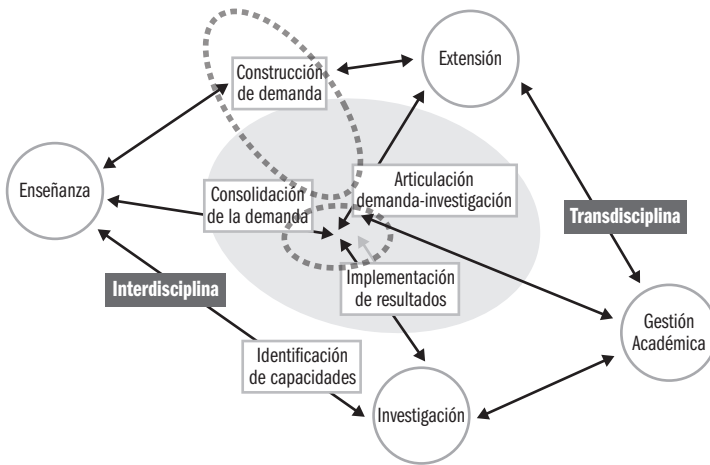 Construcción
de demanda
Extensión
Enseñanza
Consolidación
de la demanda
Articulación
demanda-investigación
Transdisciplina
Interdisciplina
Implementación
de resultados
Gestión
Académica
Identificación
de capacidades
Investigación